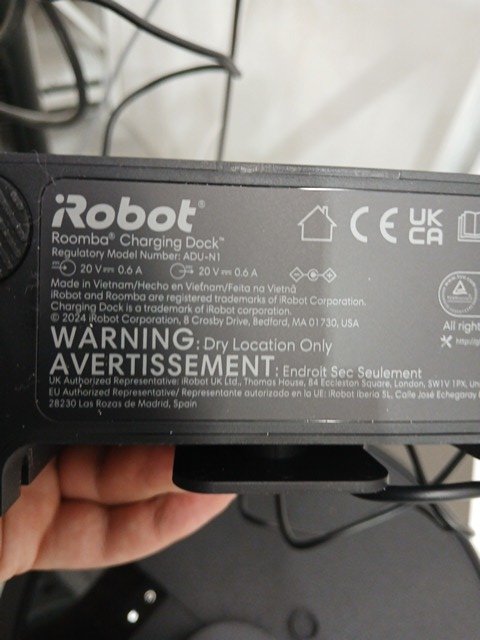 iRobot®
Roomba® Charging Dock™
Regulatory Model Number: ADU-N1
20 V⎓ 0.6 A 20 V⎓ 0.6 A
Made in Vietnam/Hecho en Vietnam/Feita na Vietnã
iRobot and Roomba are registered trademarks of iRobot Corporation.
Charging Dock is a trademark of iRobot Corporation.
© 2024 iRobot Corporation, 8 Crosby Drive, Bedford, MA 01730, USA
WARNING: Dry Location Only
AVERTISSEMENT: Endroit Sec Seulement
UK Authorized Representative: iRobot UK Ltd., Thomas House, 84 Eccleston Square, London, SW1V 1PX,
EU Authorized Representative/ Representante autorizado en la UE: iRobot Iberia SL, Calle José Echegaray
28230 Las Rozas de Madrid, Spain
CE UK CA
All right